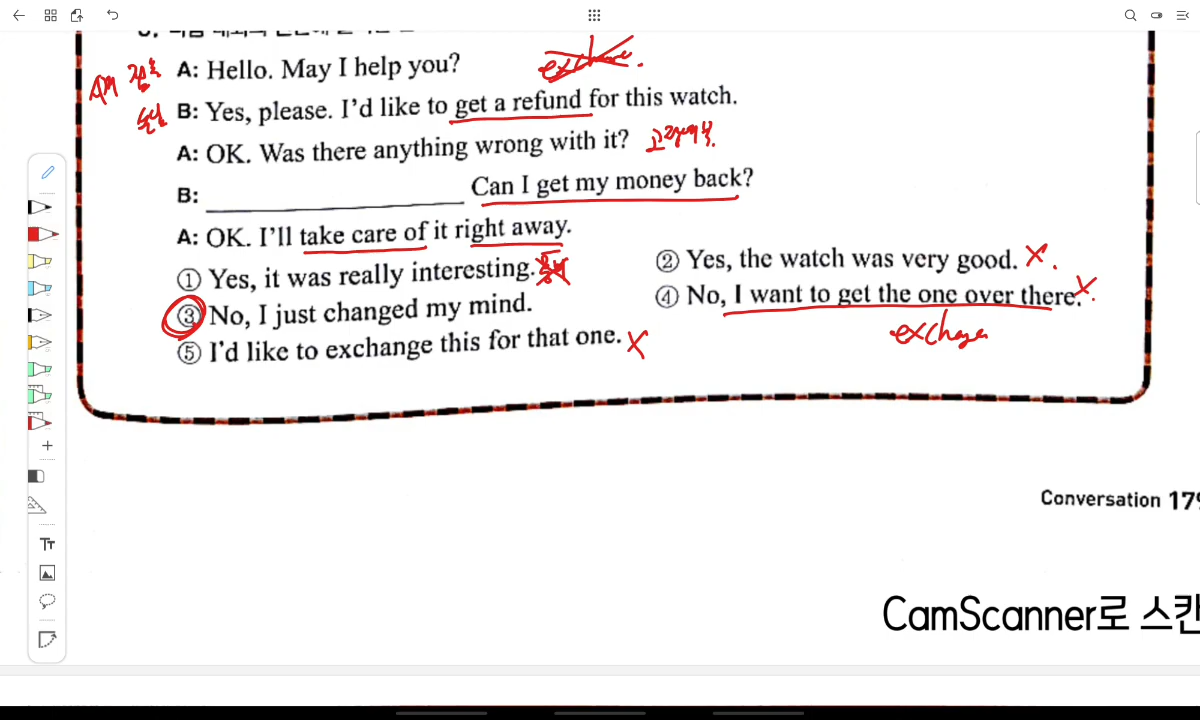 A: Hello. May I help you?
B: Yes, please. I'd like to get a refund for this watch.
A: OK. Was there anything wrong with it?
B: ____________________ Can I get my money back?
A: OK. I'll take care of it right away.
① Yes, it was really interesting.
② Yes, the watch was very good. X.
③ No, I just changed my mind.
④ No, I want to get the one over there. X.
⑤ I'd like to exchange this for that one. X
Conversation 179
CamScanner로 스캔
Tт